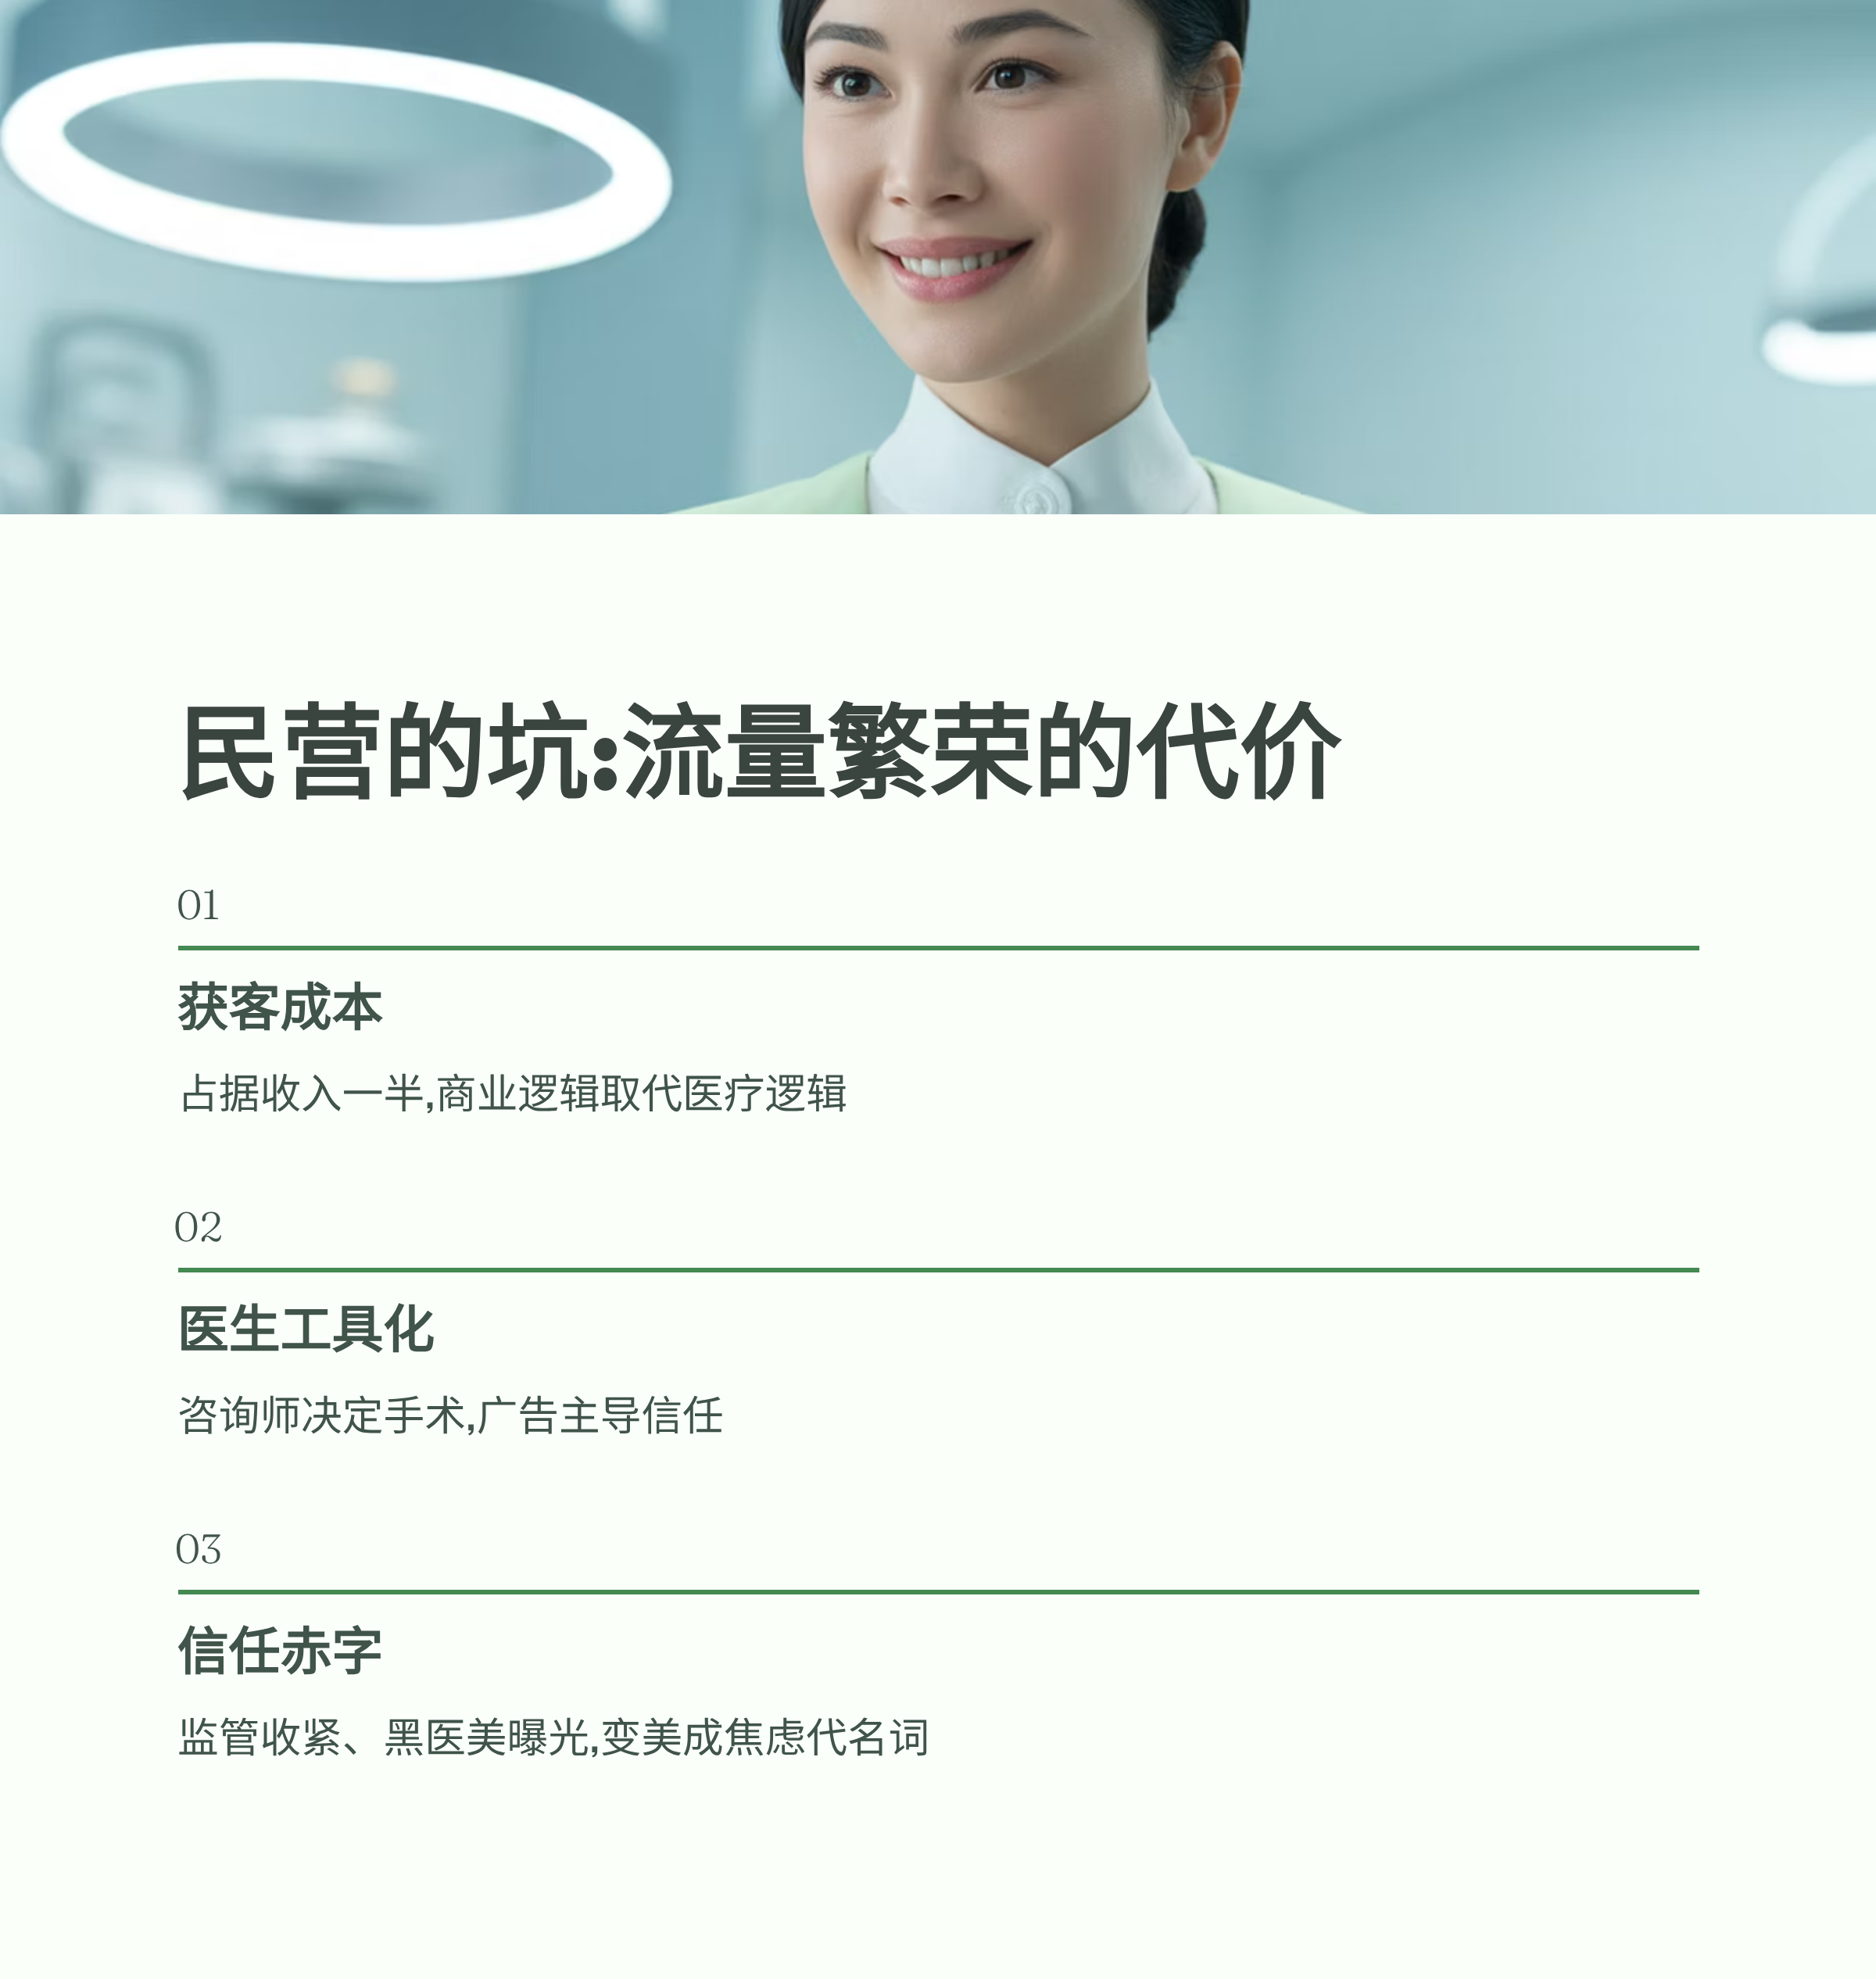 民营的坑:流量繁荣的代价
01
获客成本
占据收入一半,商业逻辑取代医疗逻辑
02
医生工具化
咨询师决定手术,广告主导信任
03
信任赤字
监管收紧、黑医美曝光,变美成焦虑代名词